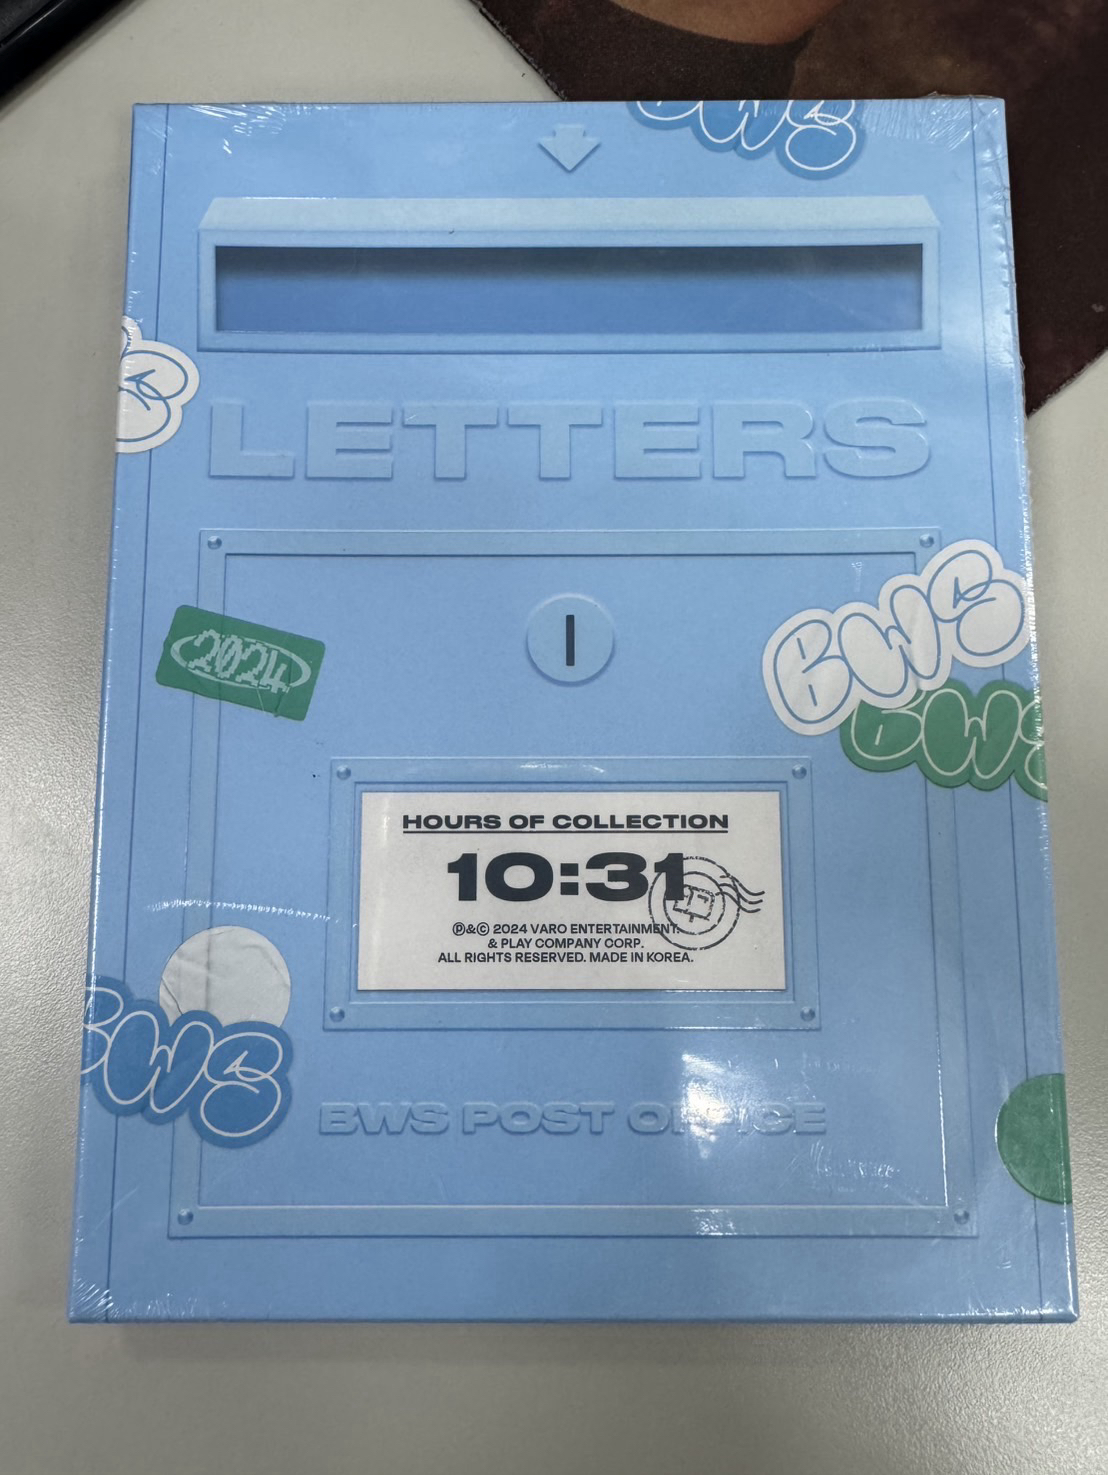 BWS
LETTERS
2024
BWS
BWS
HOURS OF COLLECTION
10:31
Ⓟ&Ⓒ 2024 VARO ENTERTAINMENT.
& PLAY COMPANY CORP.
ALL RIGHTS RESERVED. MADE IN KOREA.
BWS
BWS POST OFFICE